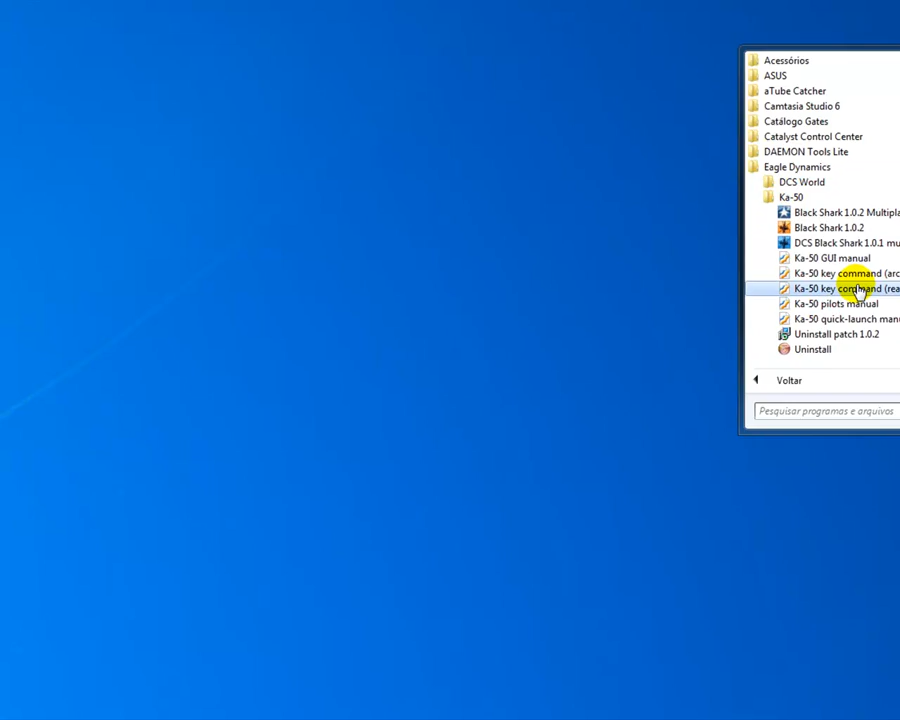 Acessórios
ASUS
aTube Catcher
Camtasia Studio 6
Catálogo Gates
Catalyst Control Center
DAEMON Tools Lite
Eagle Dynamics
DCS World
Ka-50
Black Shark 1.0.2 Multipla
Black Shark 1.0.2
DCS Black Shark 1.0.1 mu
Ka-50 GUI manual
Ka-50 key command (arc
Ka-50 key command (rea
Ka-50 pilots manual
Ka-50 quick-launch manu
Uninstall patch 1.0.2
Uninstall
Voltar
Pesquisar programas e arquivos